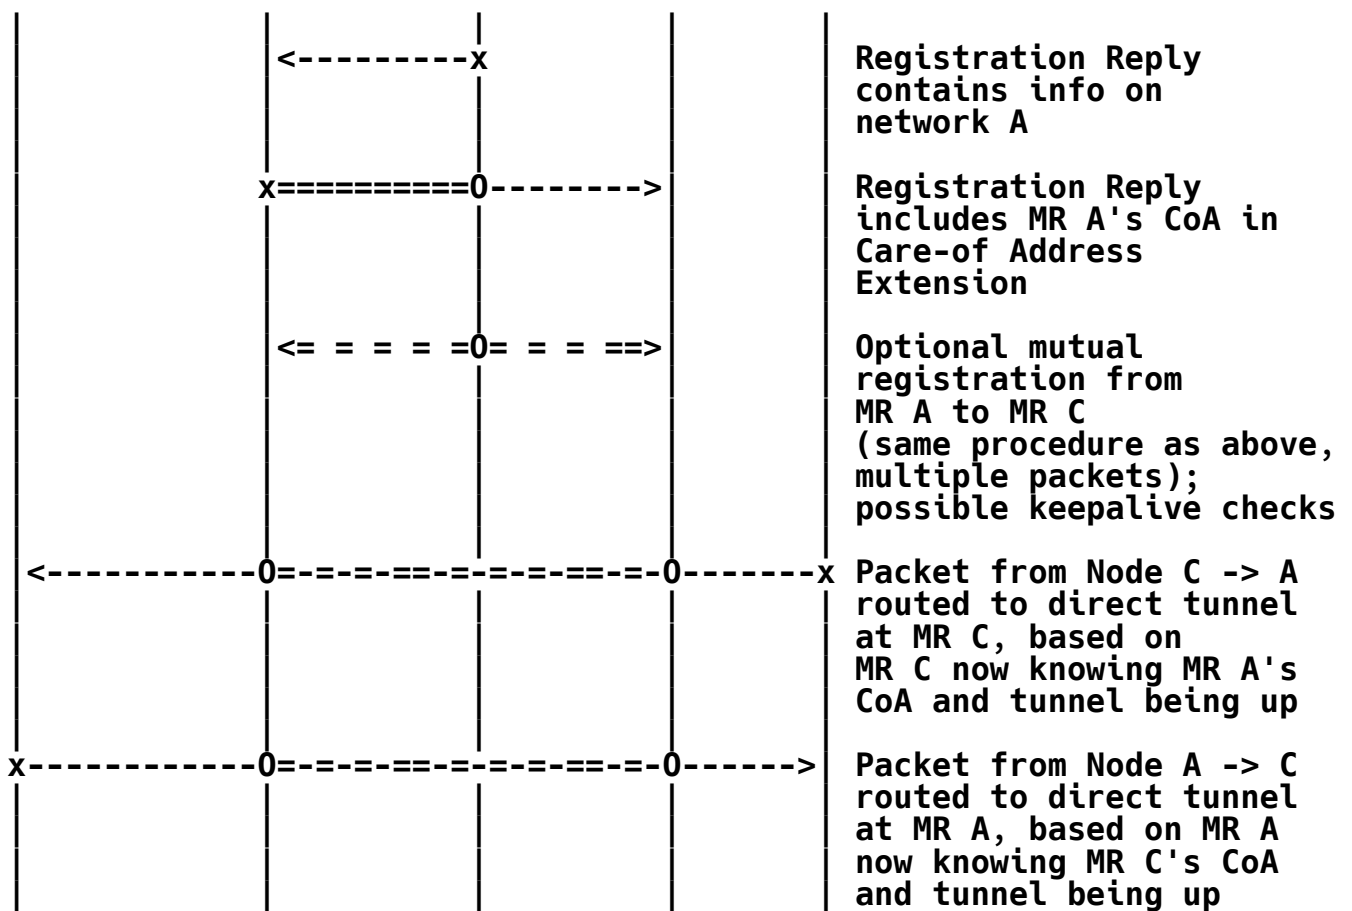 <---------x Registration Reply
contains info on
network A
x==========O--------> Registration Reply
includes MR A's CoA in
Care-of Address
Extension
<= = = = =O= = = ==> Optional mutual
registration from
MR A to MR C
(same procedure as above,
multiple packets);
possible keepalive checks
<-----------O=-=-=-==-=-=-=-==-=-O-------x Packet from Node C -> A
routed to direct tunnel
at MR C, based on
MR C now knowing MR A's
CoA and tunnel being up
x------------O=-=-=-==-=-=-=-==-=-O------> Packet from Node A -> C
routed to direct tunnel
at MR A, based on MR A
now knowing MR C's CoA
and tunnel being up